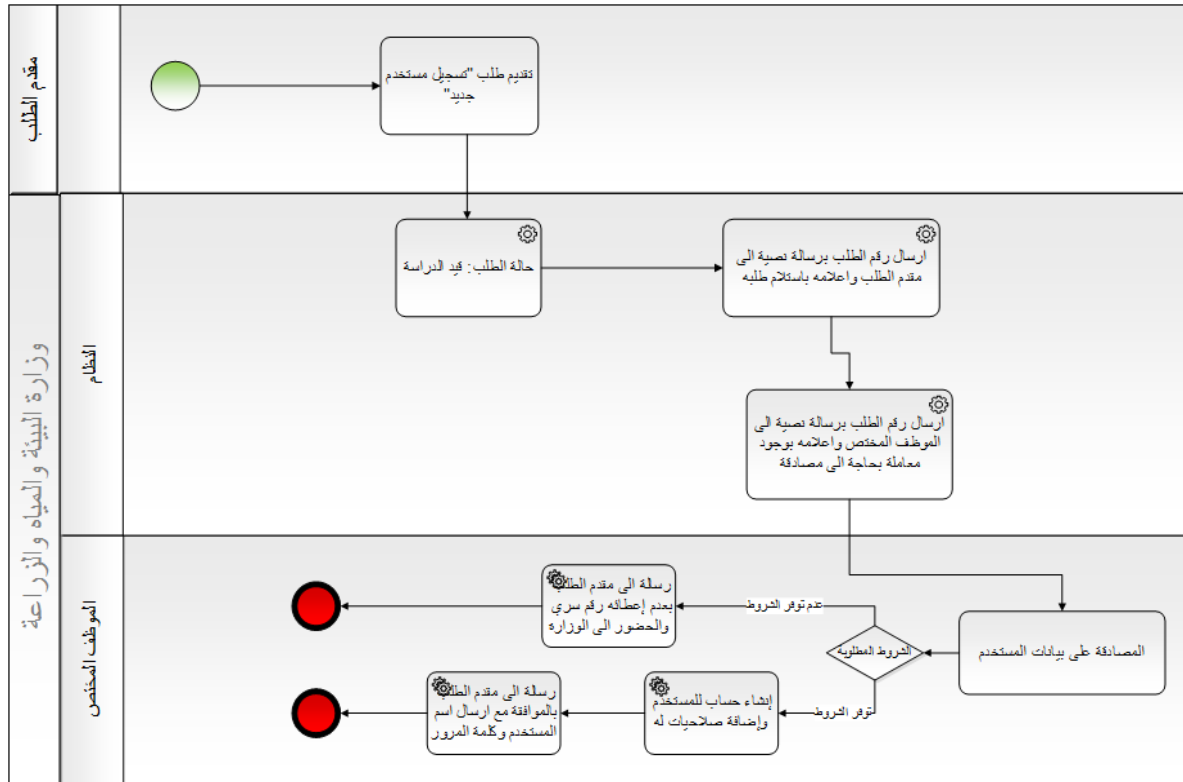 مقدم الطلب
تقديم طلب "تسجيل مستخدم
جديد"
وزارة البيئة والمياه والزراعة
النظام
حالة الطلب: قيد الدراسة
ارسال رقم الطلب برسالة نصية الى
مقدم الطلب واعلامه باستلام طلبه
ارسال رقم الطلب برسالة نصية الى
الموظف المختص واعلامه بوجود
معاملة بحاجة الى مصادقة
الموظف المختص
المصادقة على بيانات المستخدم
الشروط المطلوبة
عدم توفر الشروط
رسالة الى مقدم الطلب
بعدم إعطائه رقم سري
والحضور الى الوزارة
توفر الشروط
إنشاء حساب للمستخدم
وإضافة صلاحيات له
رسالة الى مقدم الطلب
بالموافقة مع ارسال اسم
المستخدم وكلمة المرور